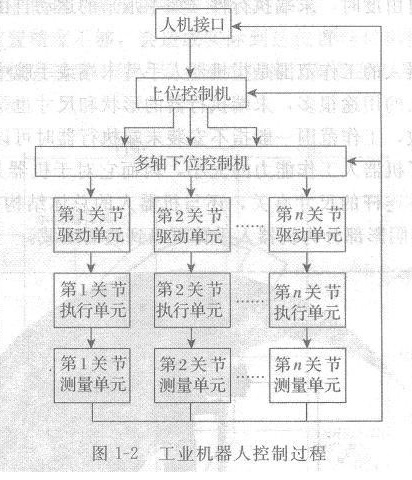 人机接口
上位控制机
多轴下位控制机
第1关节
驱动单元
第2关节
驱动单元
……
第n关节
驱动单元
第1关节
执行单元
第2关节
执行单元
……
第n关节
执行单元
第1关节
测量单元
第2关节
测量单元
……
第n关节
测量单元
图 1-2 工业机器人控制过程